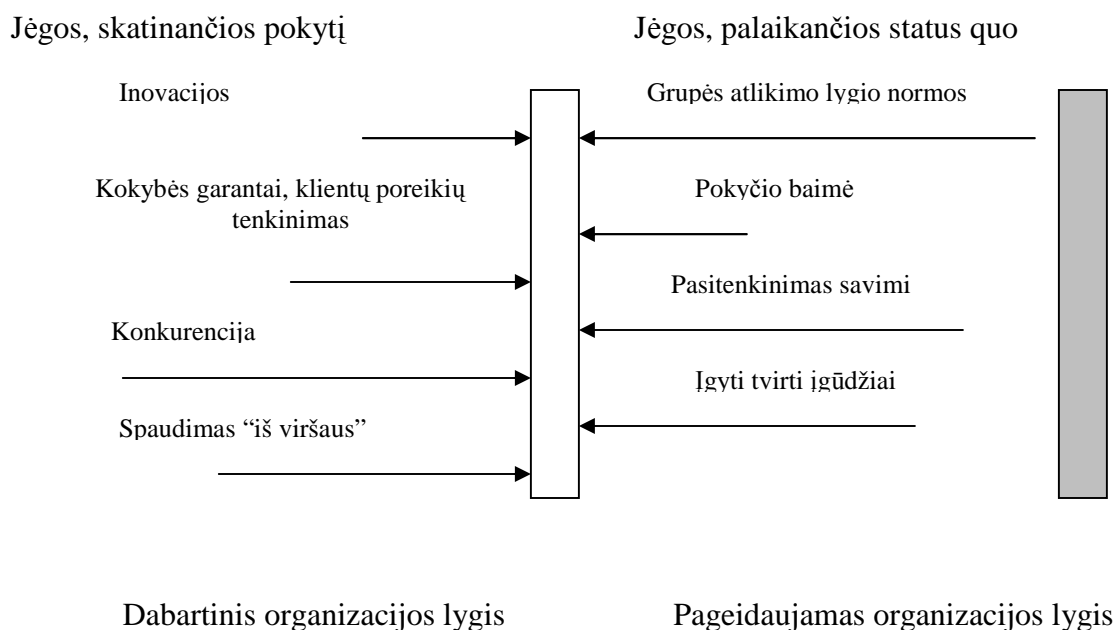 Jėgos, skatinančios pokytį
Jėgos, palaikančios status quo
Inovacijos
Grupės atlikimo lygio normos
Kokybės garantai, klientų poreikių
tenkinimas
Pokyčio baimė
Pasitenkinimas savimi
Konkurencija
Įgyti tvirti įgūdžiai
Spaudimas “iš viršaus”
Dabartinis organizacijos lygis
Pageidaujamas organizacijos lygis